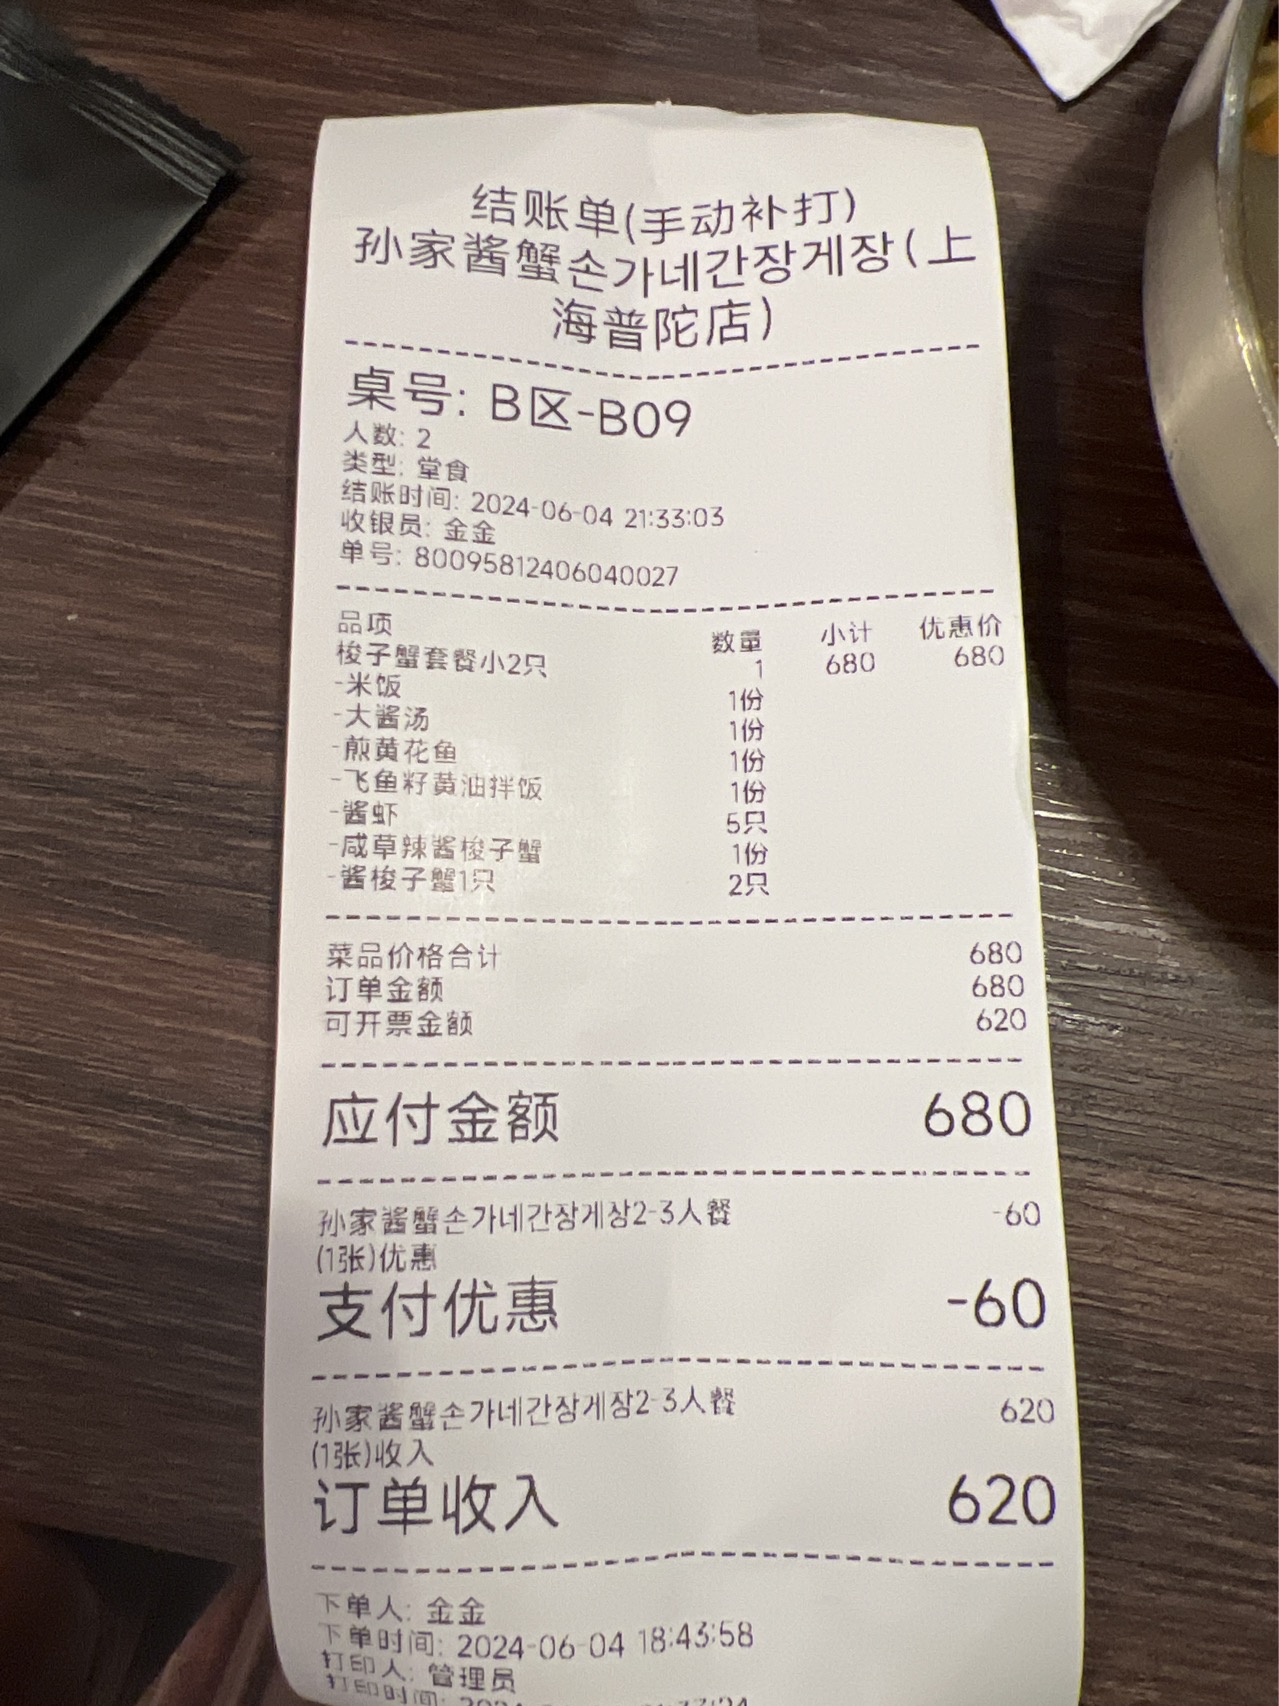 结账单(手动补打)
孙家酱蟹손가네간장게장(上
海普陀店)
桌号: B区-B09
人数: 2
类型: 堂食
结账时间: 2024-06-04 21:33:03
收银员: 金金
单号: 80095812406040027
品项 数量 小计 优惠价
梭子蟹套餐小2只 1 680 680
-米饭 1份
-大酱汤 1份
-煎黄花鱼 1份
-飞鱼籽黄油拌饭 1份
-酱虾 5只
-咸草辣酱梭子蟹 1份
-酱梭子蟹1只 2只
菜品价格合计 680
订单金额 680
可开票金额 620
应付金额 680
孙家酱蟹손가네간장게장2-3人餐 -60
(1张)优惠
支付优惠 -60
孙家酱蟹손가네간장게장2-3人餐 620
(1张)收入
订单收入 620
下单人: 金金
下单时间: 2024-06-04 18:43:58
打印人: 管理员
打印时间: